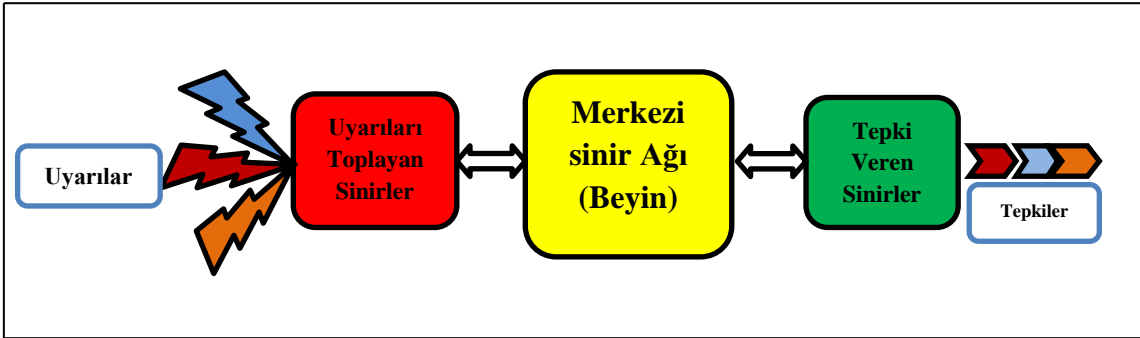 Uyarılar
Uyarıları
Toplayan
Sinirler
Merkezi
sinir Ağı
(Beyin)
Tepki
Veren
Sinirler
Tepkiler